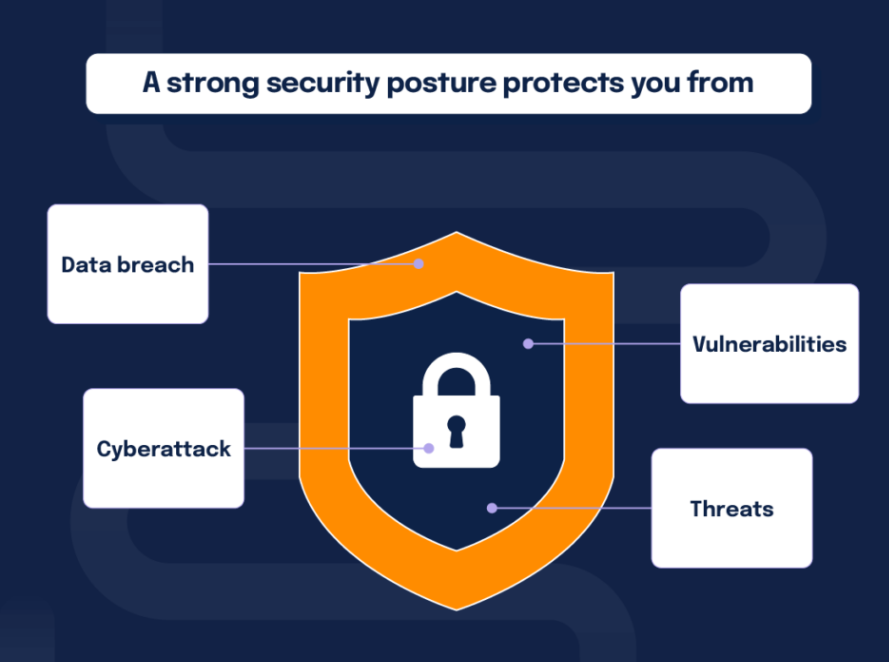 A strong security posture protects you from
Data breach
Vulnerabilities
Cyberattack
Threats